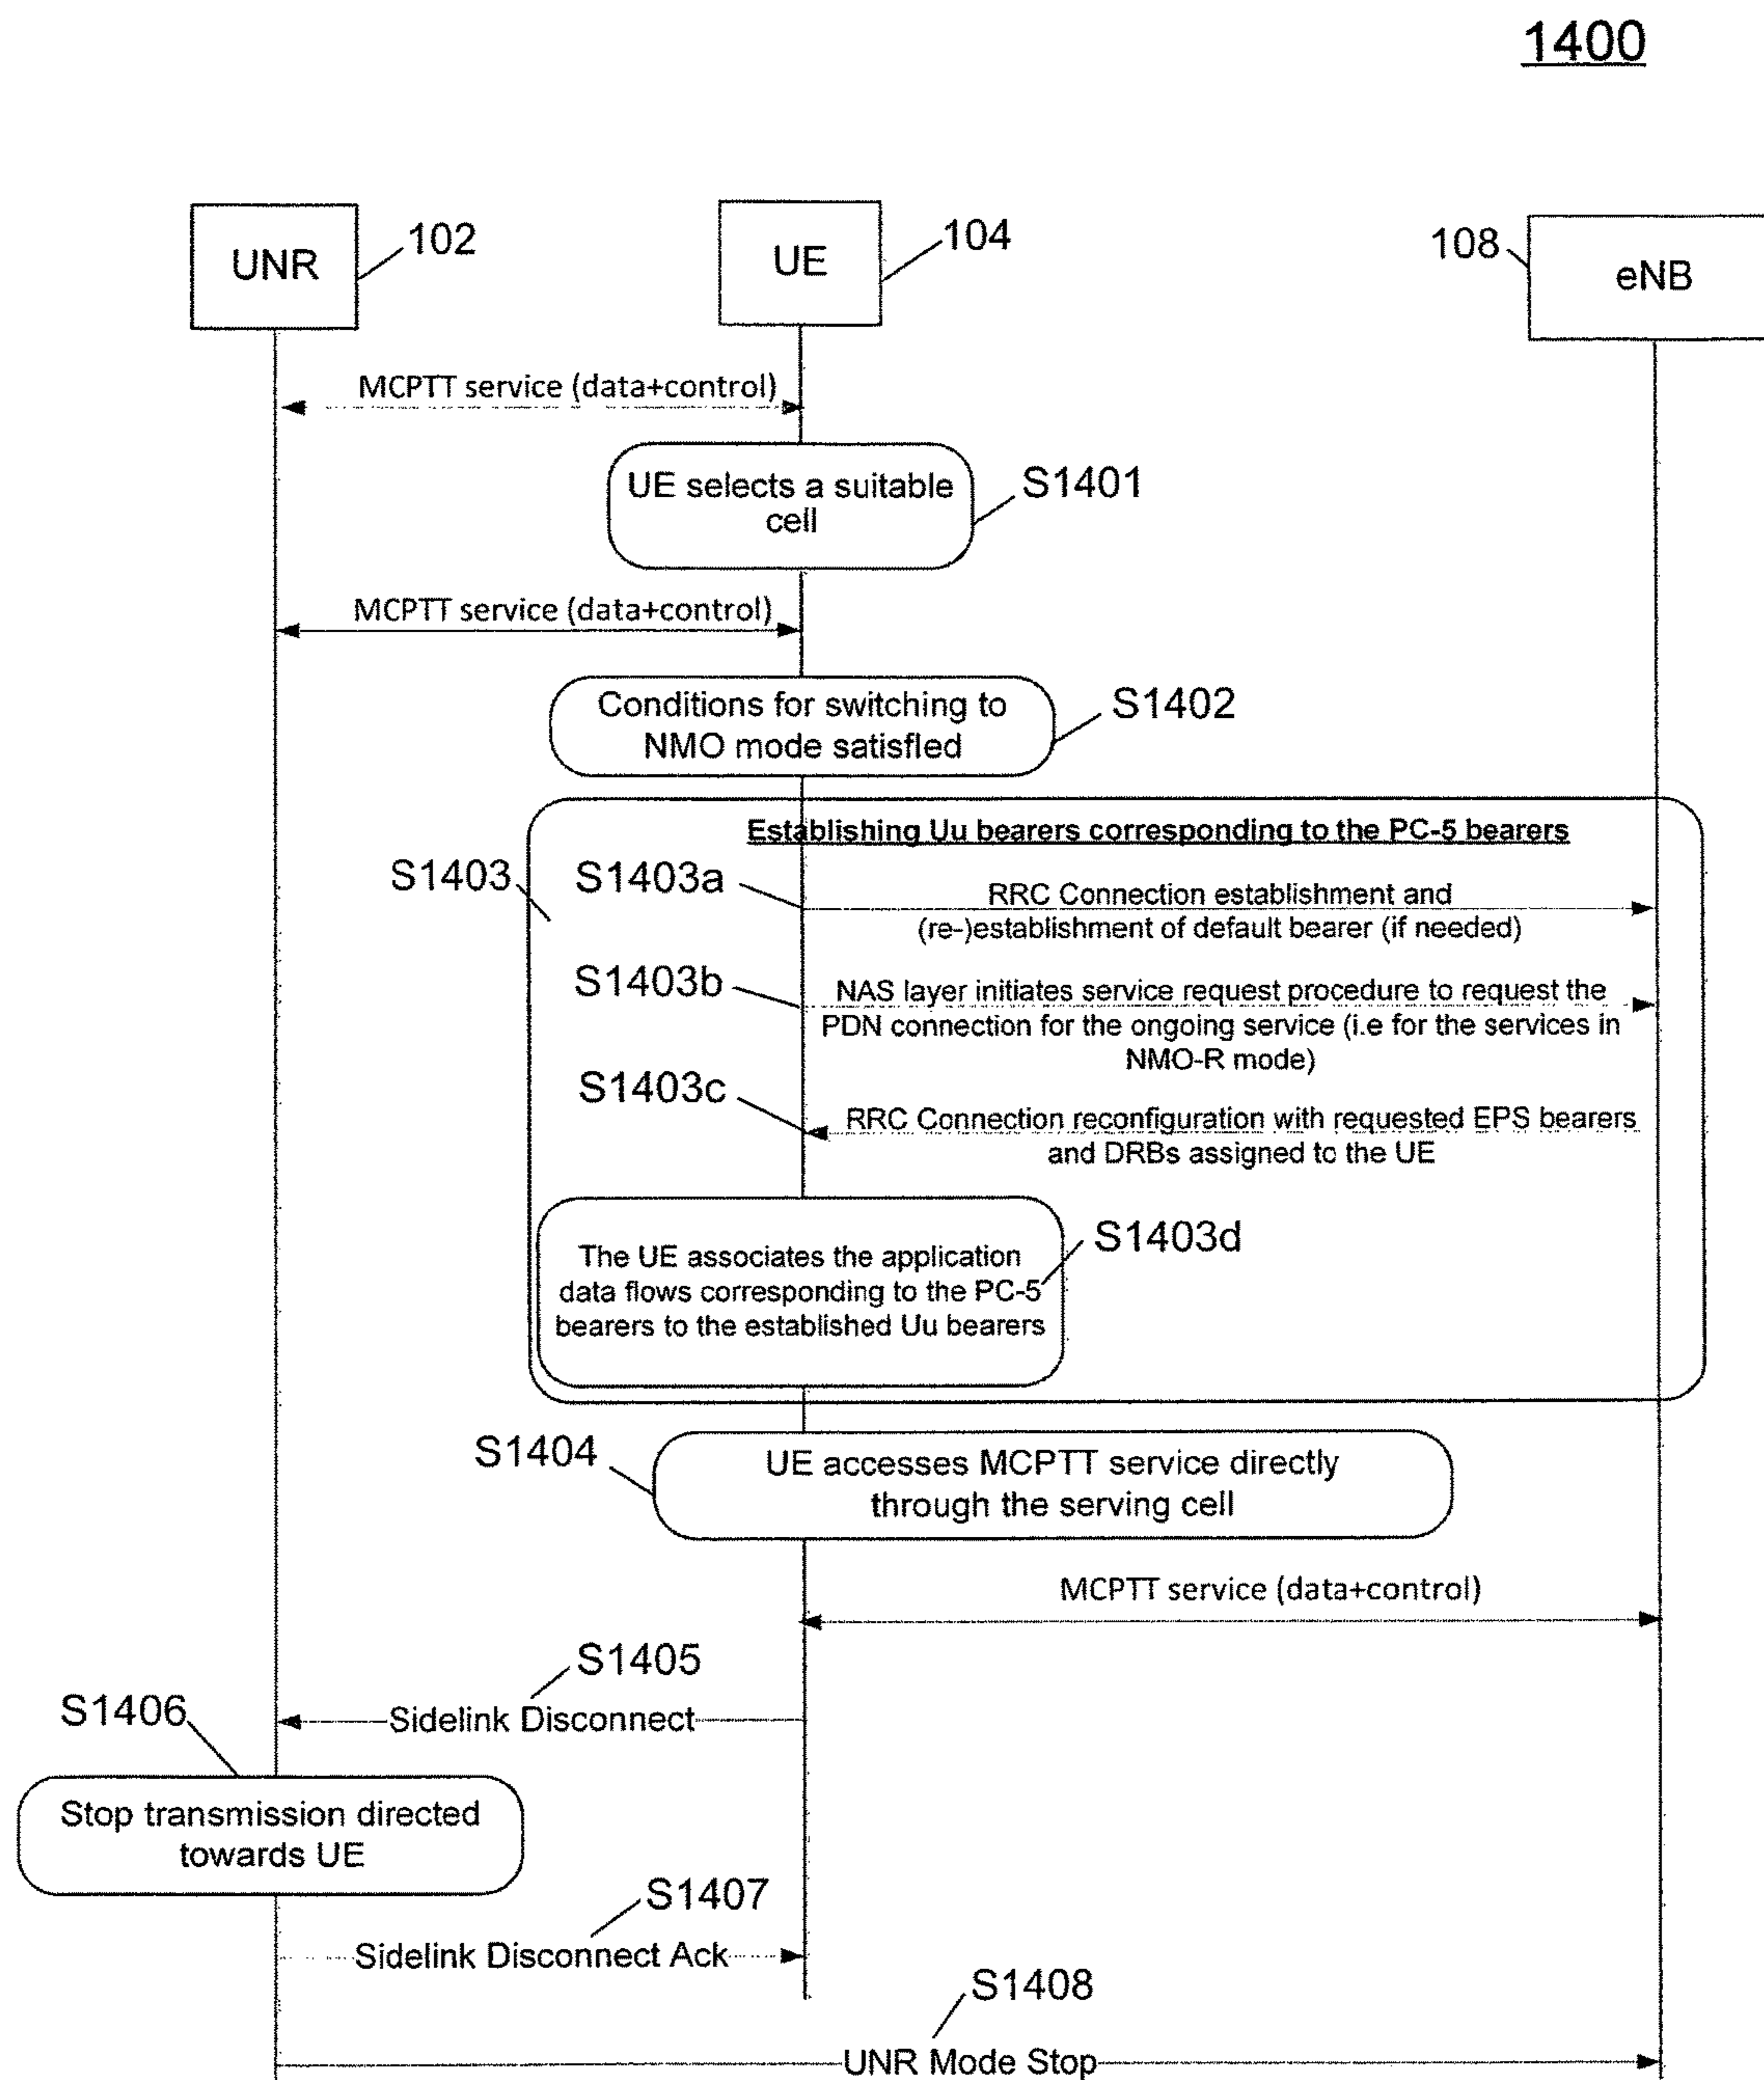 1400
UNR
102
UE
104
108
eNB
MCPTT service (data+control)
UE selects a suitable
cell
S1401
MCPTT service (data+control)
Conditions for switching to
NMO mode satisfied
S1402
Establishing Uu bearers corresponding to the PC-5 bearers
S1403
S1403a
RRC Connection establishment and
(re-)establishment of default bearer (if needed)
S1403b
NAS layer initiates service request procedure to request the
PDN connection for the ongoing service (i.e for the services in
NMO-R mode)
S1403c
RRC Connection reconfiguration with requested EPS bearers
and DRBs assigned to the UE
S1403d
The UE associates the application
data flows corresponding to the PC-5
bearers to the established Uu bearers
S1404
UE accesses MCPTT service directly
through the serving cell
MCPTT service (data+control)
S1405
Sidelink Disconnect
S1406
Stop transmission directed
towards UE
S1407
Sidelink Disconnect Ack
S1408
UNR Mode Stop